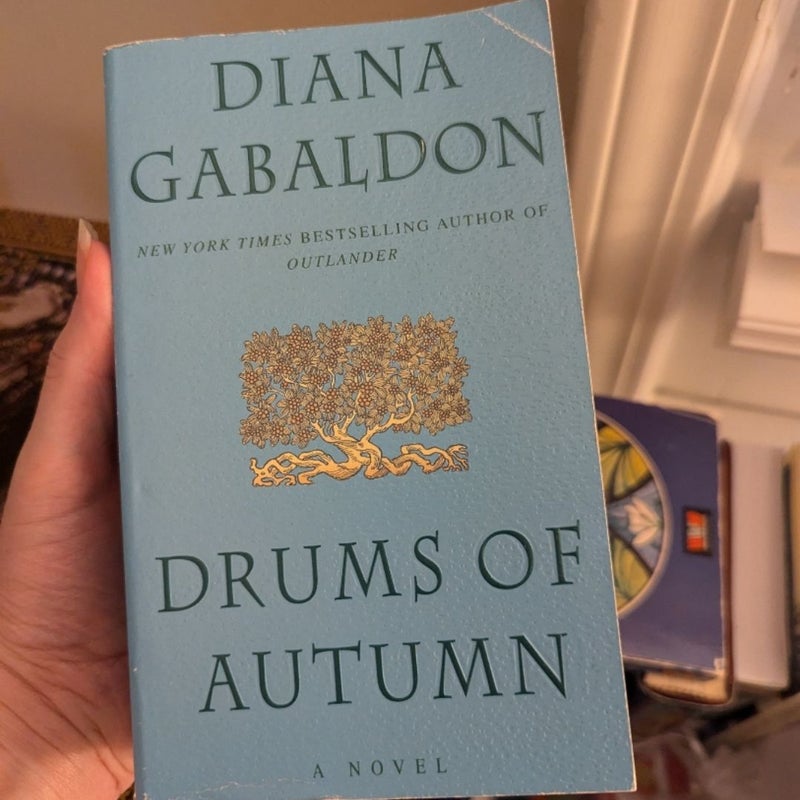 DIANA
GABALDON
NEW YORK TIMES BESTSELLING AUTHOR OF
OUTLANDER
DRUMS OF
AUTUMN
A NOVEL